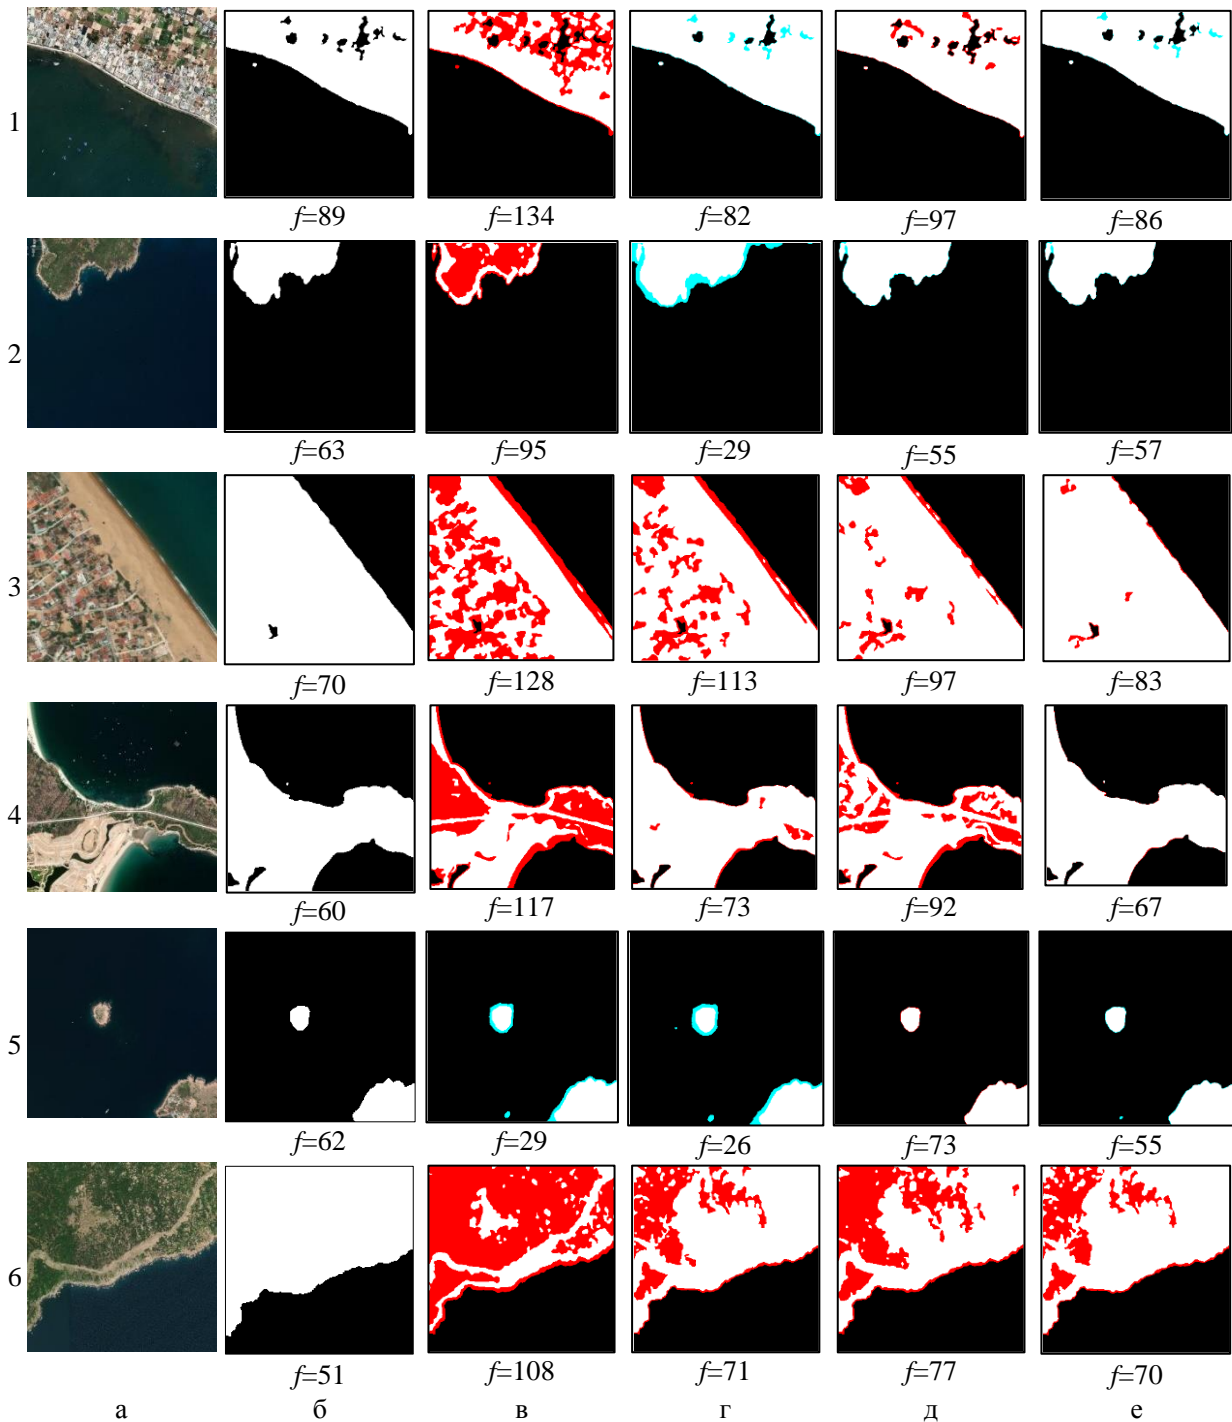 1
f=89 f=134 f=82 f=97 f=86
2
f=63 f=95 f=29 f=55 f=57
3
f=70 f=128 f=113 f=97 f=83
4
f=60 f=117 f=73 f=92 f=67
5
f=62 f=29 f=26 f=73 f=55
6
f=51 f=108 f=71 f=77 f=70
а б в г д е